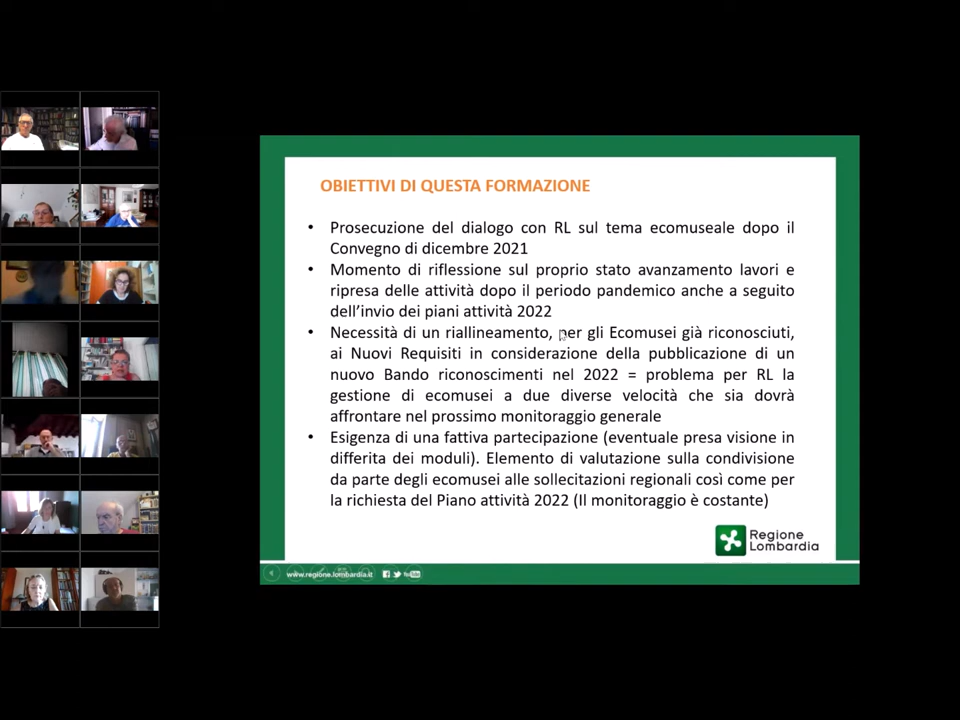 OBIETTIVI DI QUESTA FORMAZIONE
• Prosecuzione del dialogo con RL sul tema ecomuseale dopo il
Convegno di dicembre 2021
• Momento di riflessione sul proprio stato avanzamento lavori e
ripresa delle attività dopo il periodo pandemico anche a seguito
dell'invio dei piani attività 2022
• Necessità di un riallineamento, per gli Ecomusei già riconosciuti,
ai Nuovi Requisiti in considerazione della pubblicazione di un
nuovo Bando riconoscimenti nel 2022 = problema per RL la
gestione di ecomusei a due diverse velocità che sia dovrà
affrontare nel prossimo monitoraggio generale
• Esigenza di una fattiva partecipazione (eventuale presa visione in
differita dei moduli). Elemento di valutazione sulla condivisione
da parte degli ecomusei alle sollecitazioni regionali così come per
la richiesta del Piano attività 2022 (Il monitoraggio è costante)
Regione
Lombardia
www.regione.lombardia.it